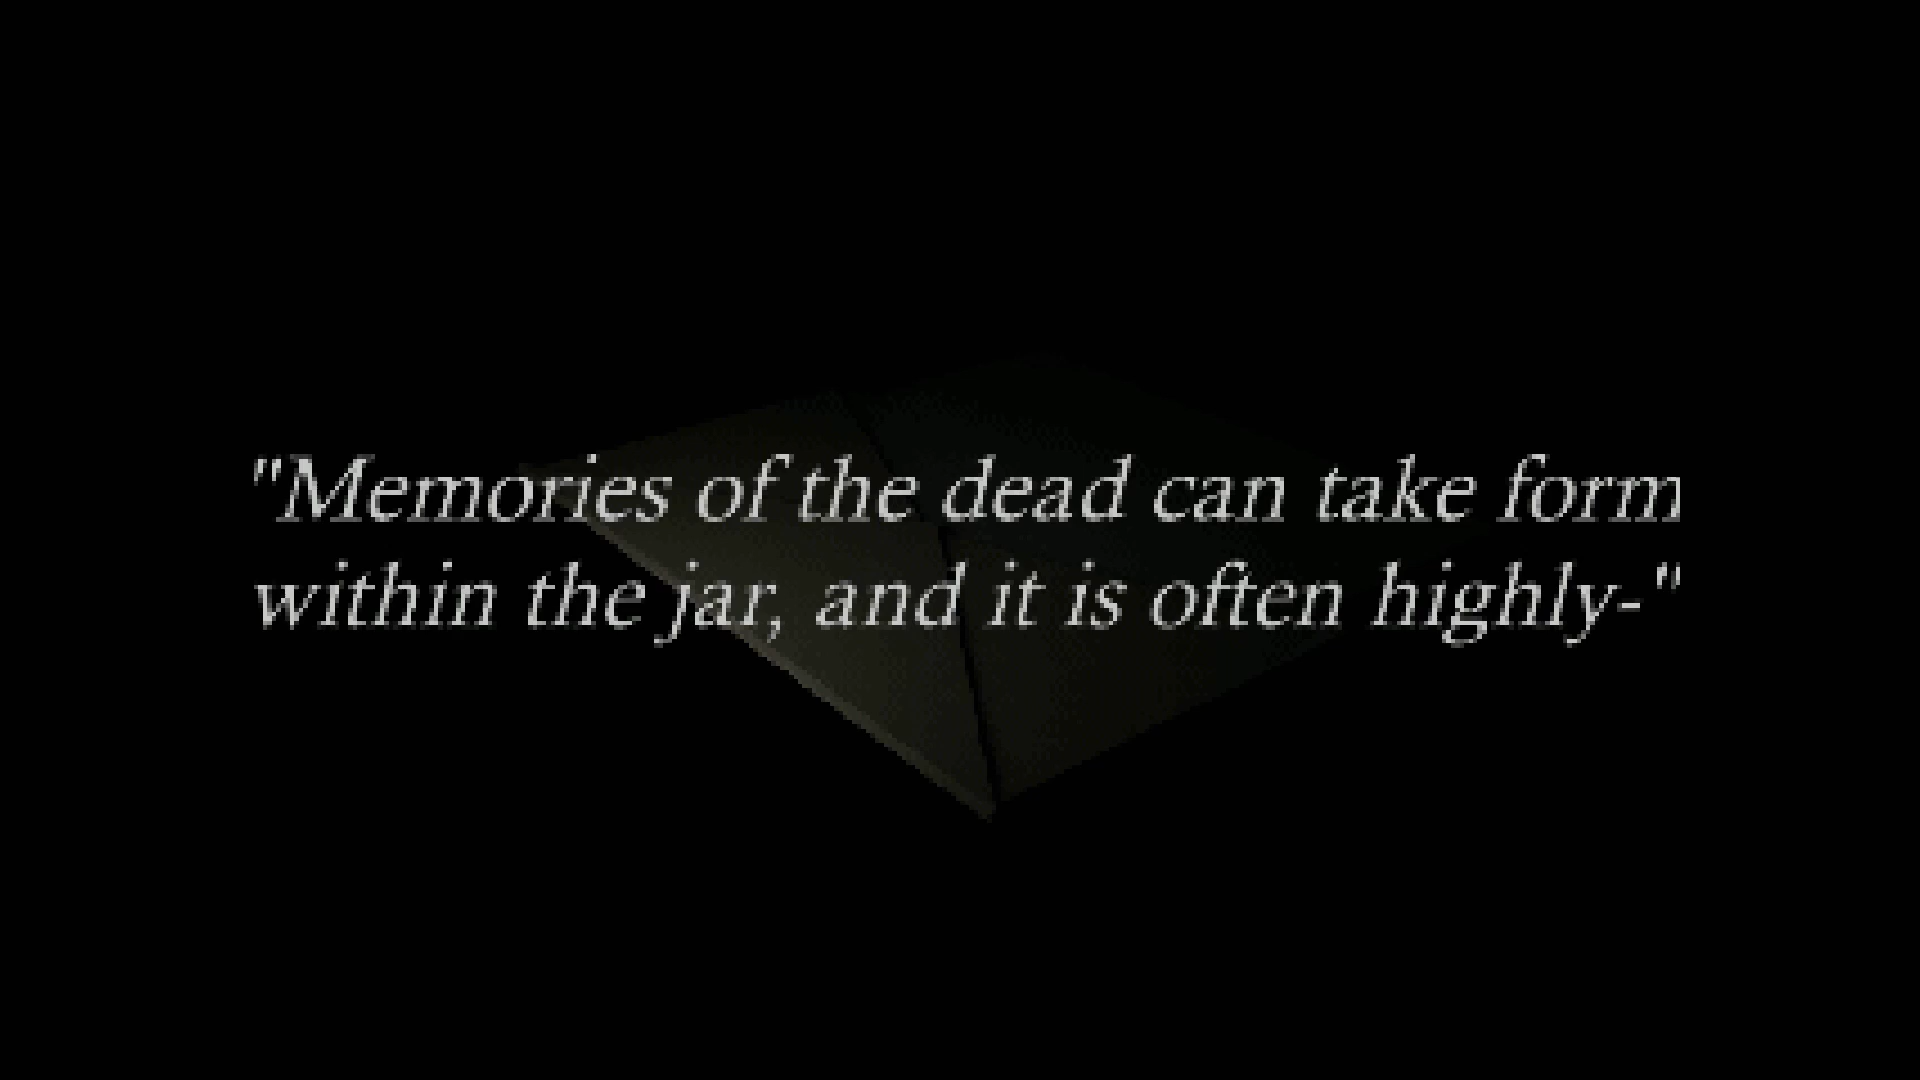 "Memories of the dead can take form
within the jar, and it is often highly-"